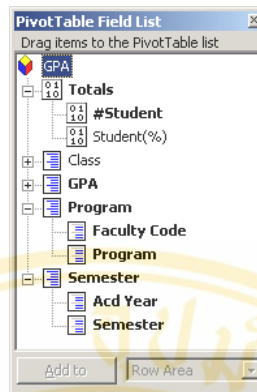 PivotTable Field List
Drag items to the PivotTable list
GPA
Totals
#Student
Student(%)
Class
GPA
Program
Faculty Code
Program
Semester
Acd Year
Semester
Add to
Row Area